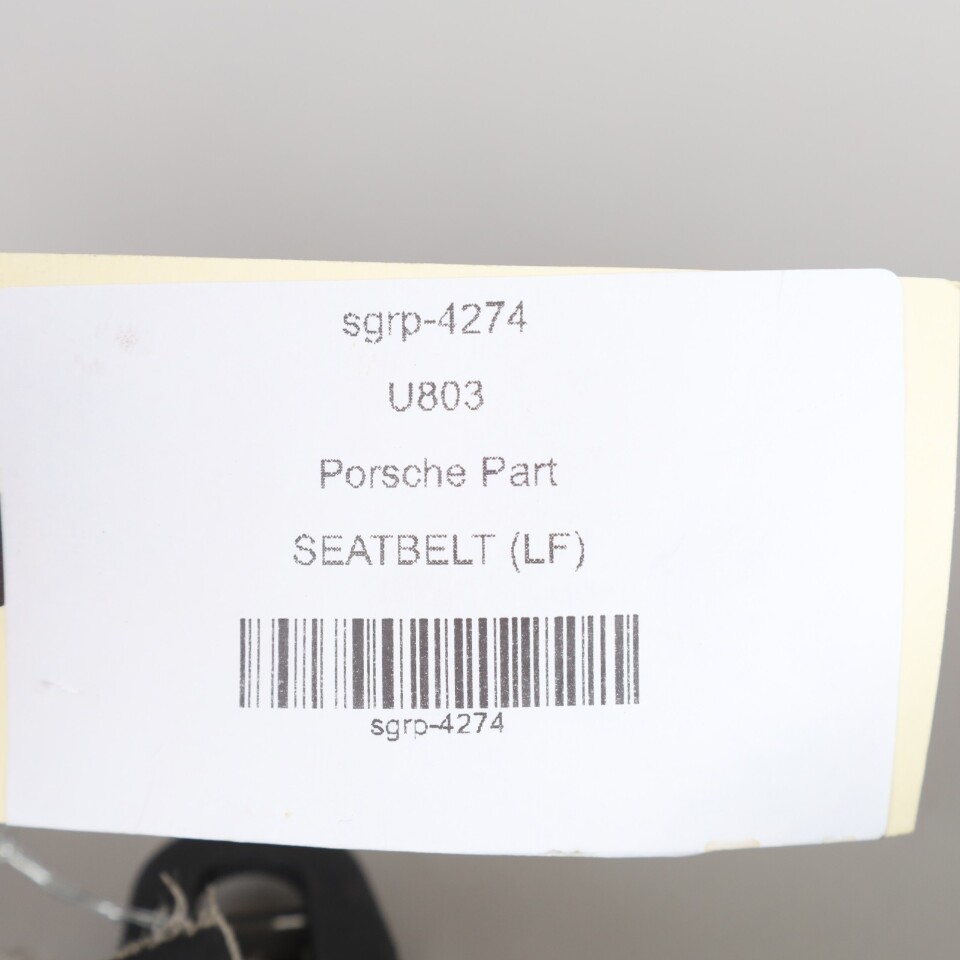 sgrp-4274
U803
Porsche Part
SEATBELT (LF)
sgrp-4274